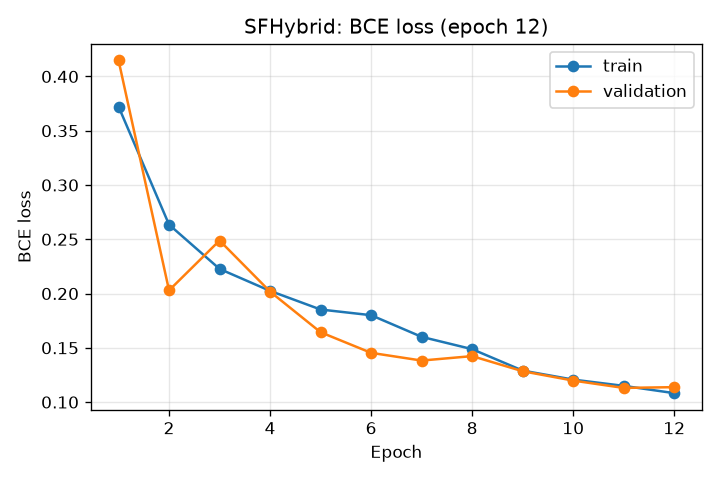 SFHybrid: BCE loss (epoch 12)
train
validation
0.40
0.35
0.30
0.25
0.20
0.15
0.10
BCE loss
2 4 6 8 10 12
Epoch